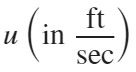 u (in ft/sec)